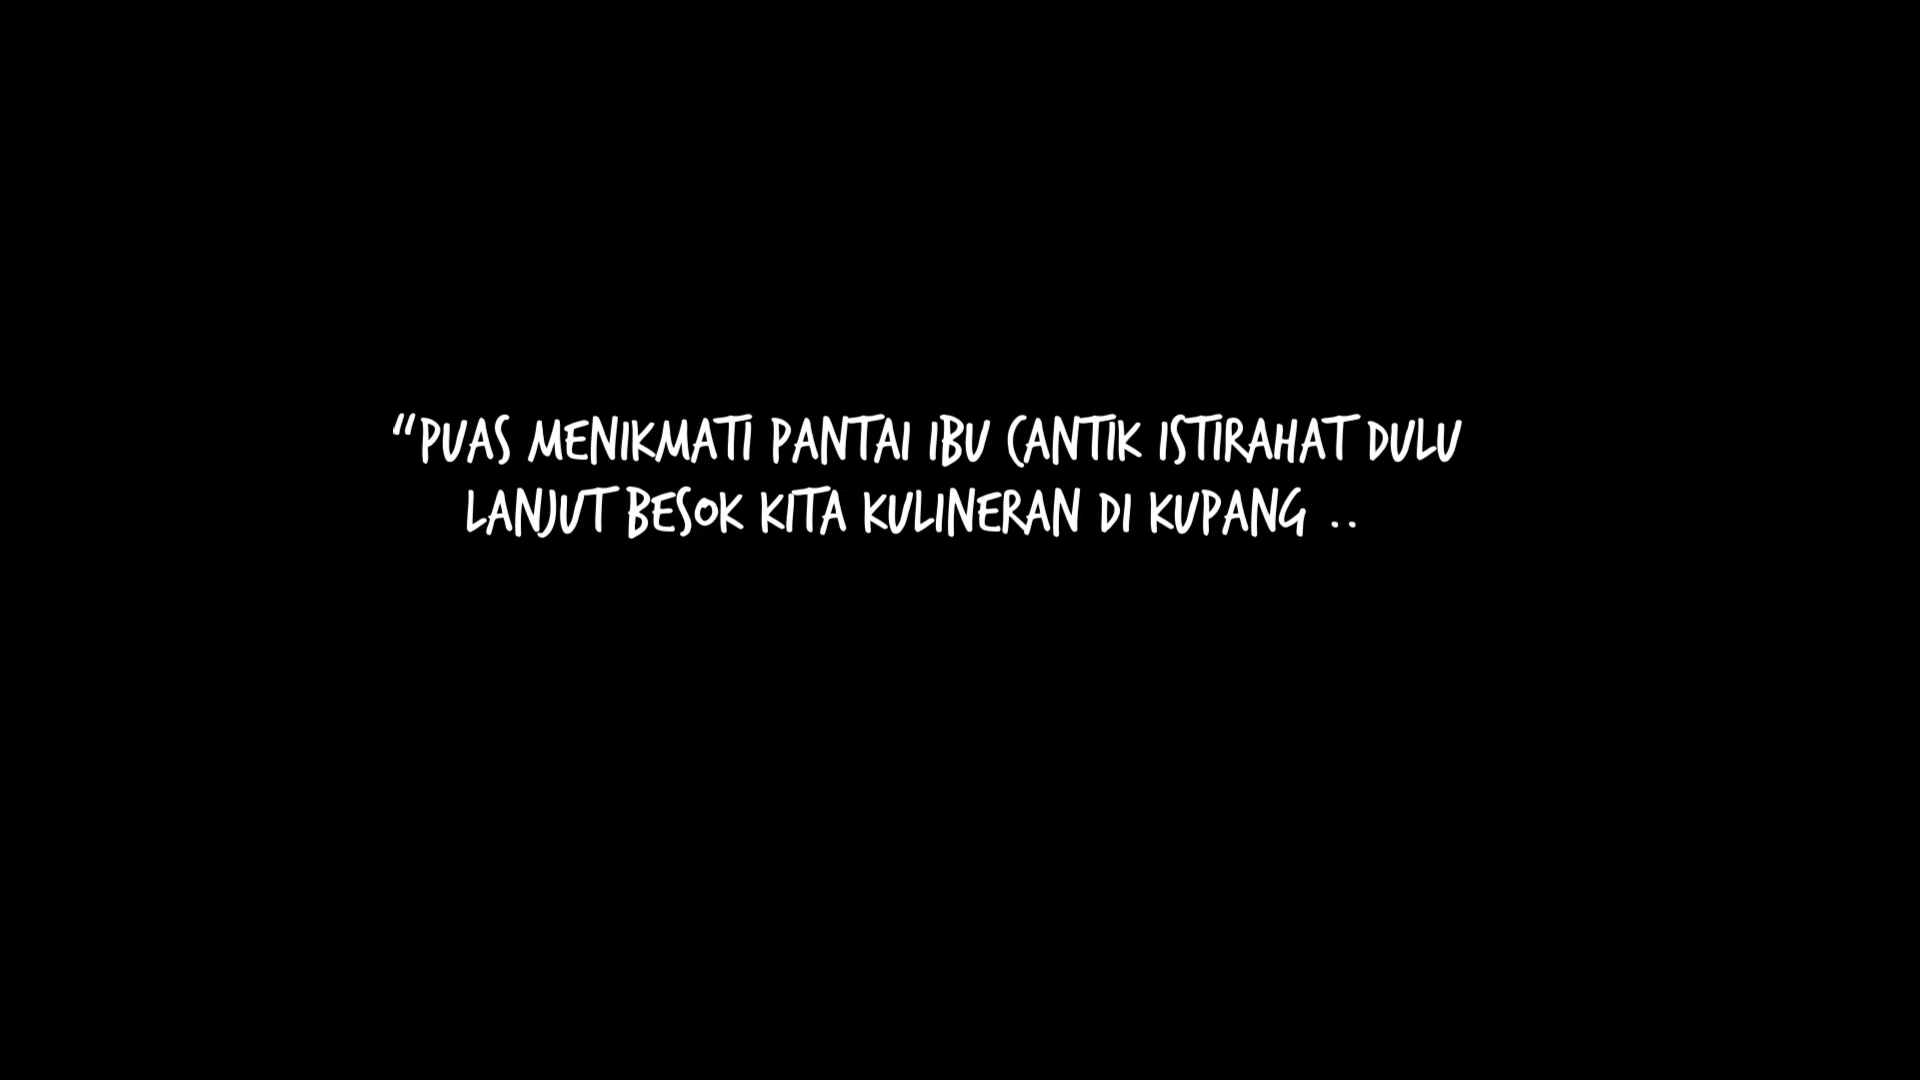 "PUAS MENIKMATI PANTAI IBU CANTIK ISTIRAHAT DULU
LANJUT BESOK KITA KULINERAN DI KUPANG ..